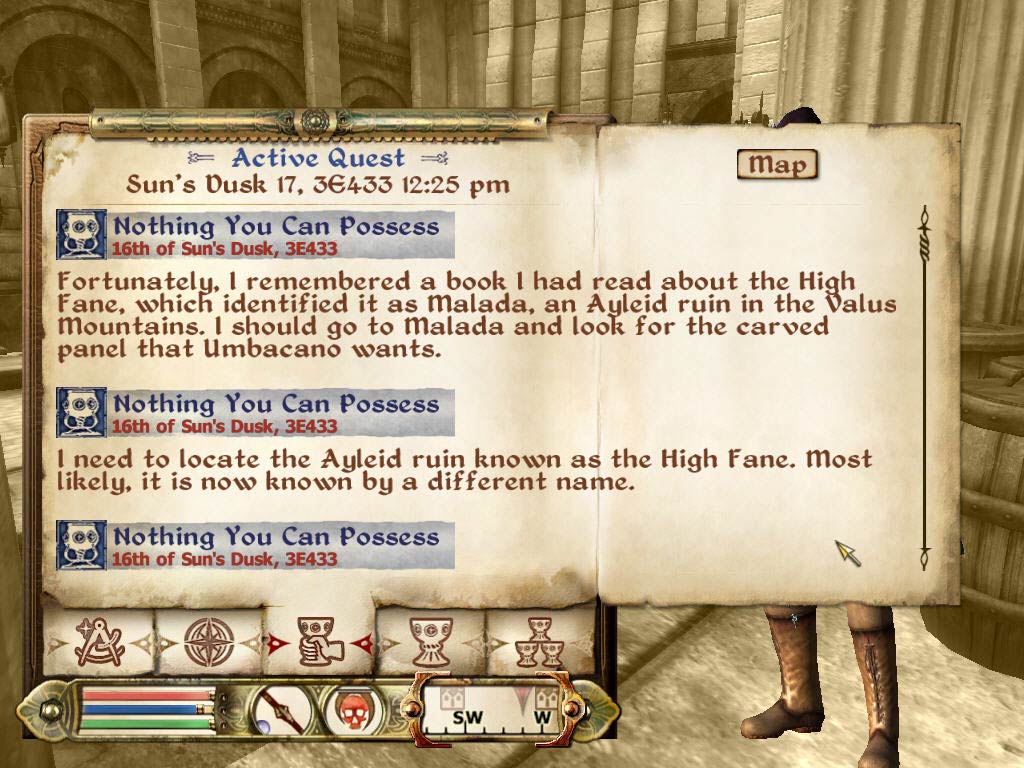 Active Quest
Sun's Dusk 17, 3E433 12:25 pm
Map
Nothing You Can Possess
16th of Sun's Dusk, 3E433
Fortunately, I remembered a book I had read about the High
Fane, which identified it as Malada, an Ayleid ruin in the Valus
Mountains. I should go to Malada and look for the carved
panel that Umbacano wants.
Nothing You Can Possess
16th of Sun's Dusk, 3E433
I need to locate the Ayleid ruin known as the High Fane. Most
likely, it is now known by a different name.
Nothing You Can Possess
16th of Sun's Dusk, 3E433
SW W